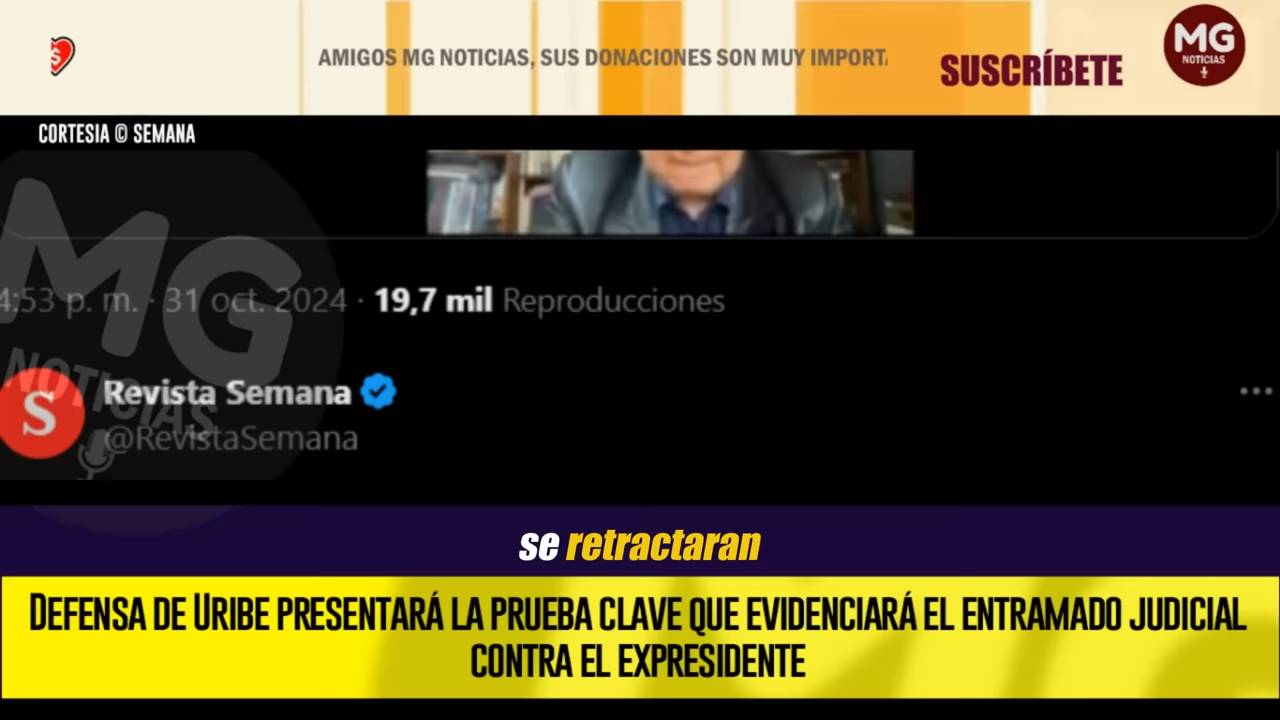 AMIGOS MG NOTICIAS, SUS DONACIONES SON MUY IMPORT
SUSCRÍBETE
MG
NOTICIAS
CORTESIA © SEMANA
MG
NOTICIAS
4:53 p. m. · 31 oct. 2024 · 19,7 mil Reproducciones
S
Revista Semana
@RevistaSemana
se retractaran
DEFENSA DE URIBE PRESENTARÁ LA PRUEBA CLAVE QUE EVIDENCIARÁ EL ENTRAMADO JUDICIAL
CONTRA EL EXPRESIDENTE